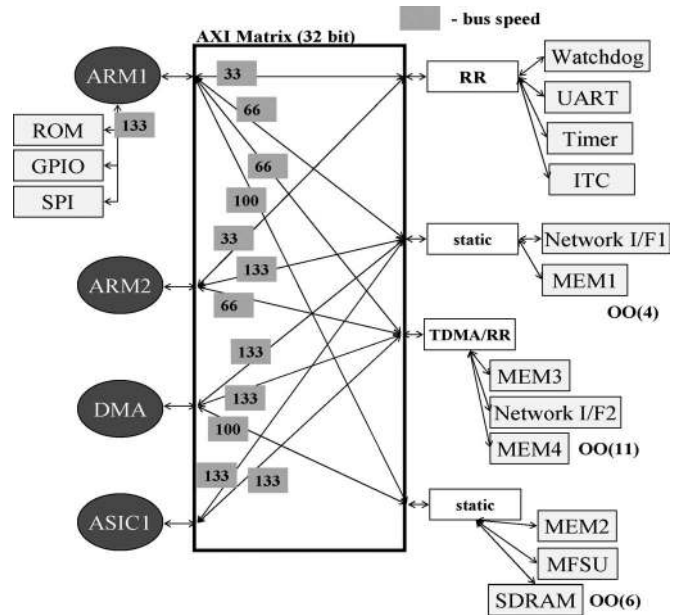 - bus speed
AXI Matrix (32 bit)
ARM1
33
RR
Watchdog
UART
Timer
ITC
133
ROM
GPIO
SPI
66
66
100
33
static
Network I/F1
MEM1
OO(4)
ARM2
133
66
TDMA/RR
MEM3
Network I/F2
MEM4
OO(11)
133
DMA
133
100
133
133
ASIC1
static
MEM2
MFSU
SDRAM
OO(6)